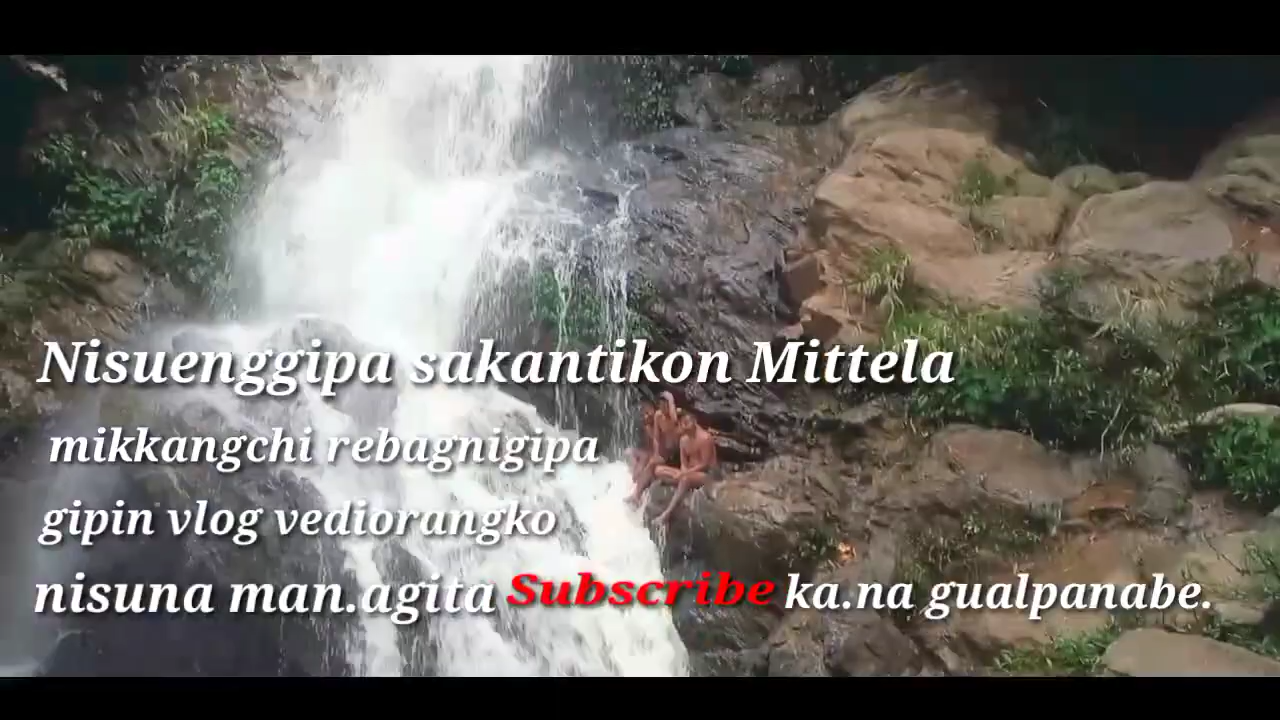 Nisuenggipa sakantikon Mittela
mikkangchi rebagnigipa
gipin vlog vediorangko
nisuna man.agita Subscribe ka.na gualpanabe.